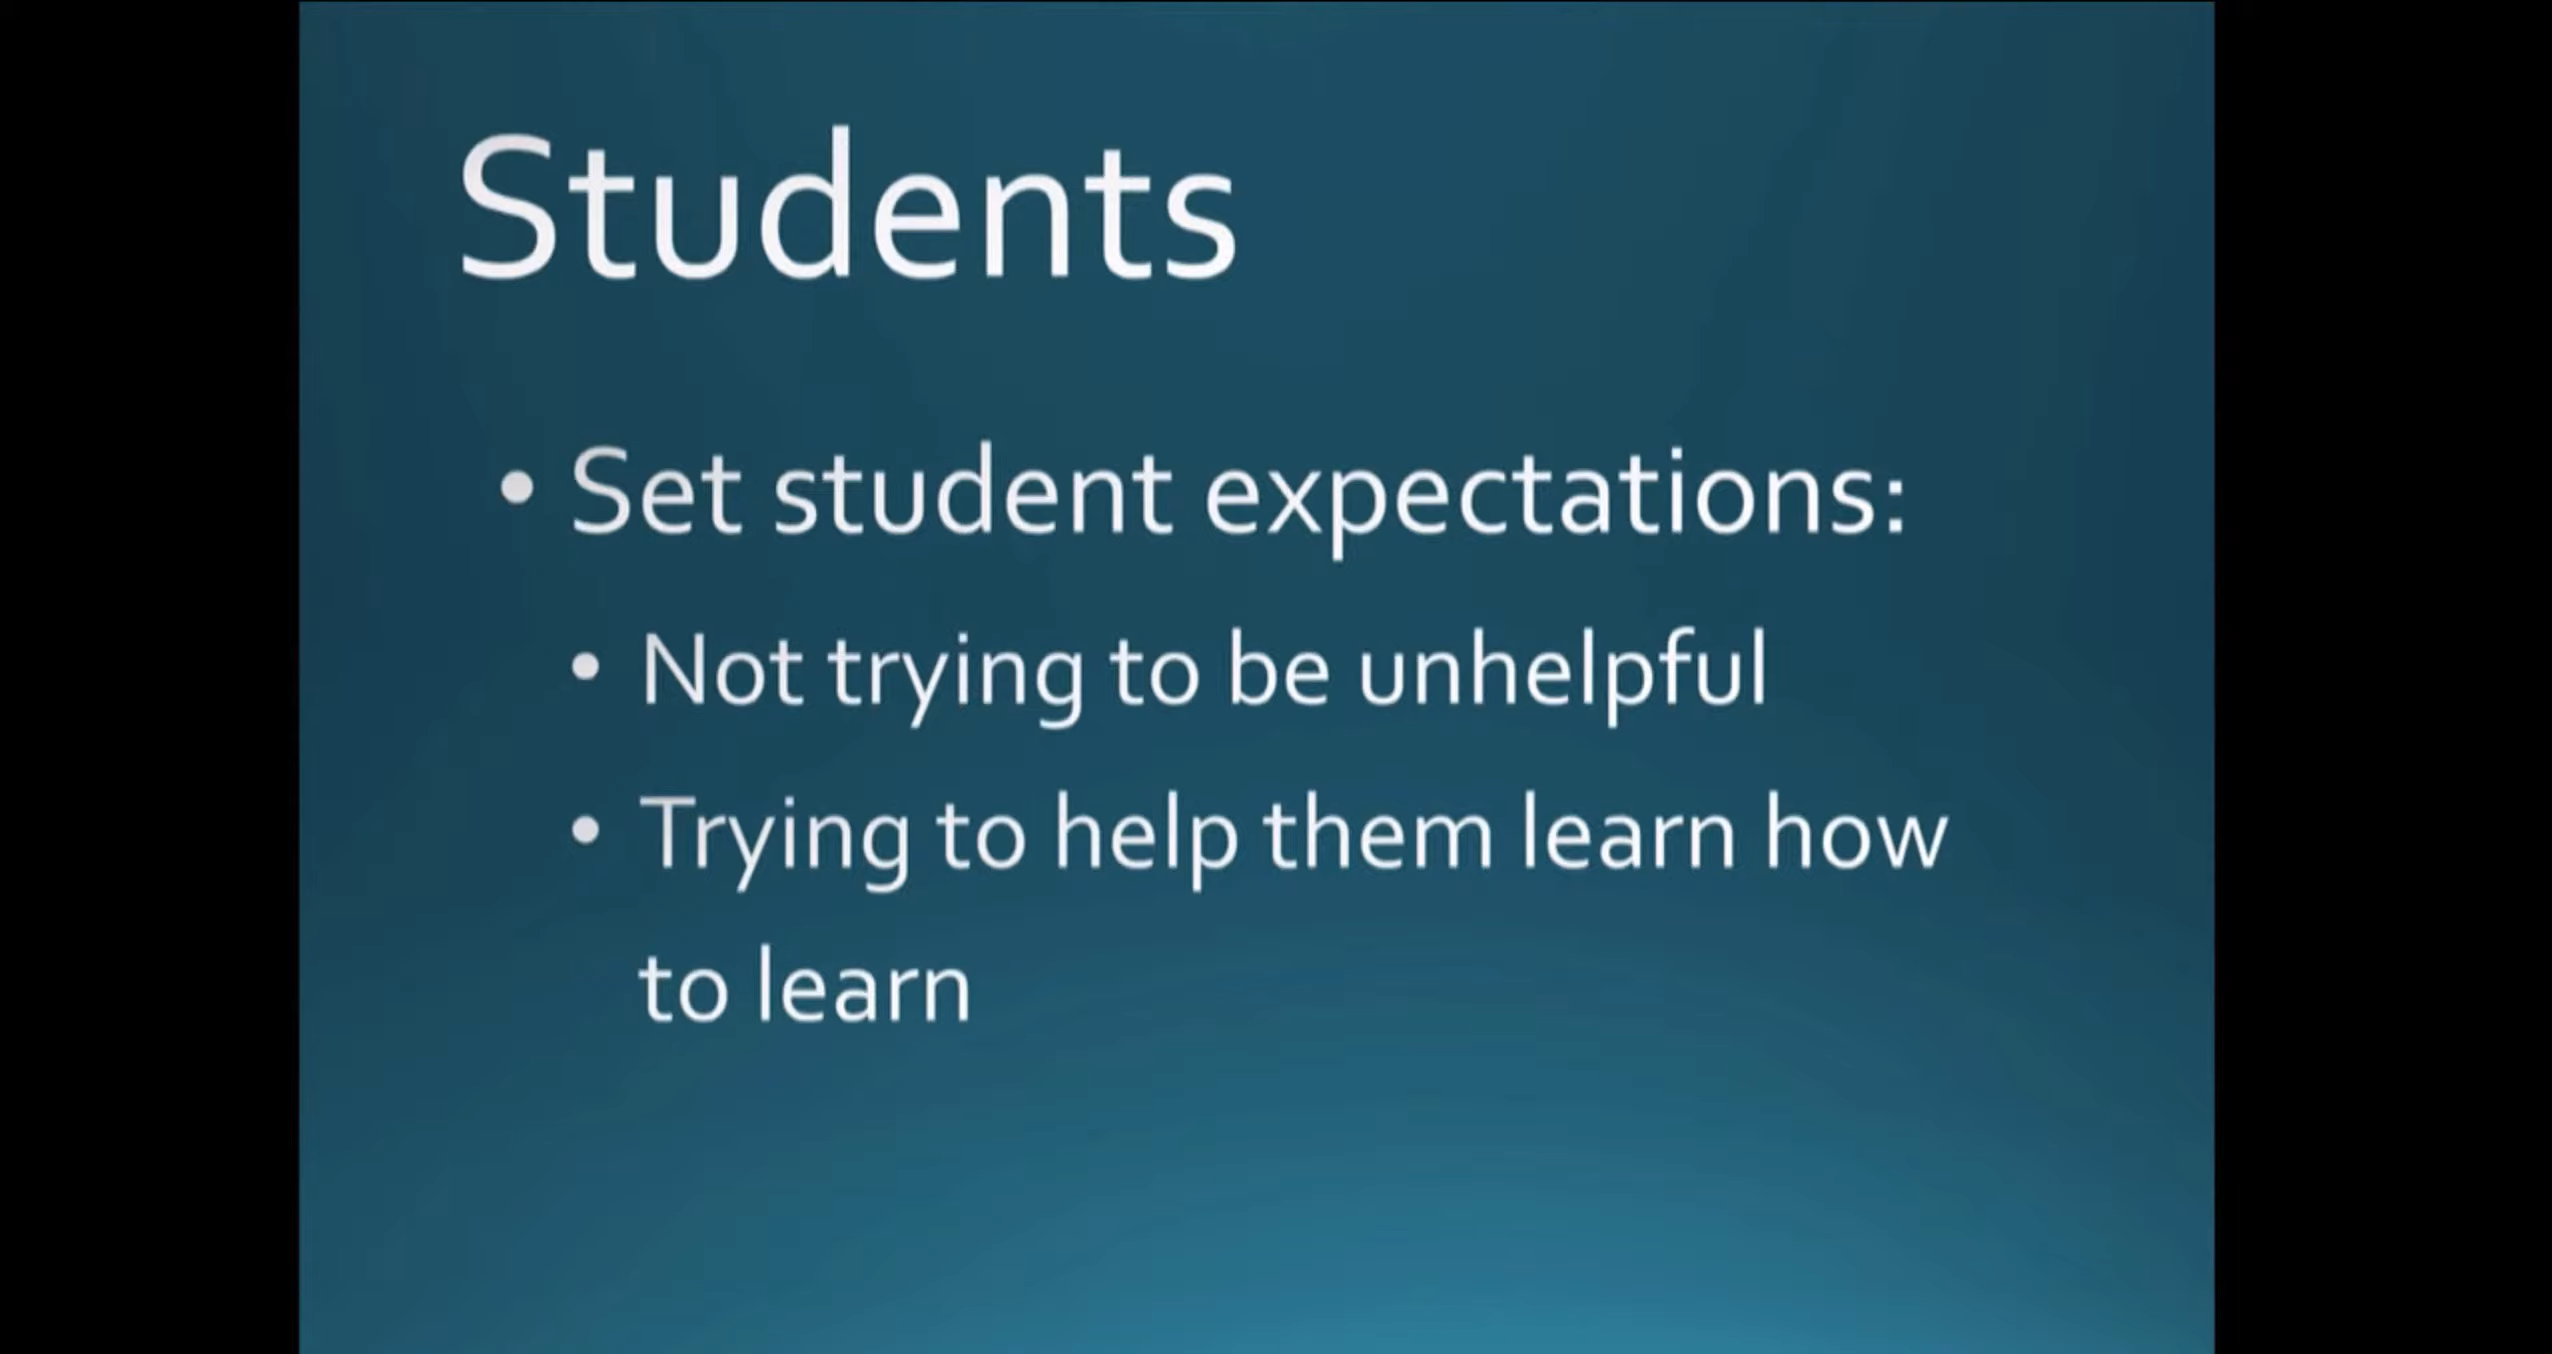 Students
• Set student expectations:
• Not trying to be unhelpful
• Trying to help them learn how
to learn